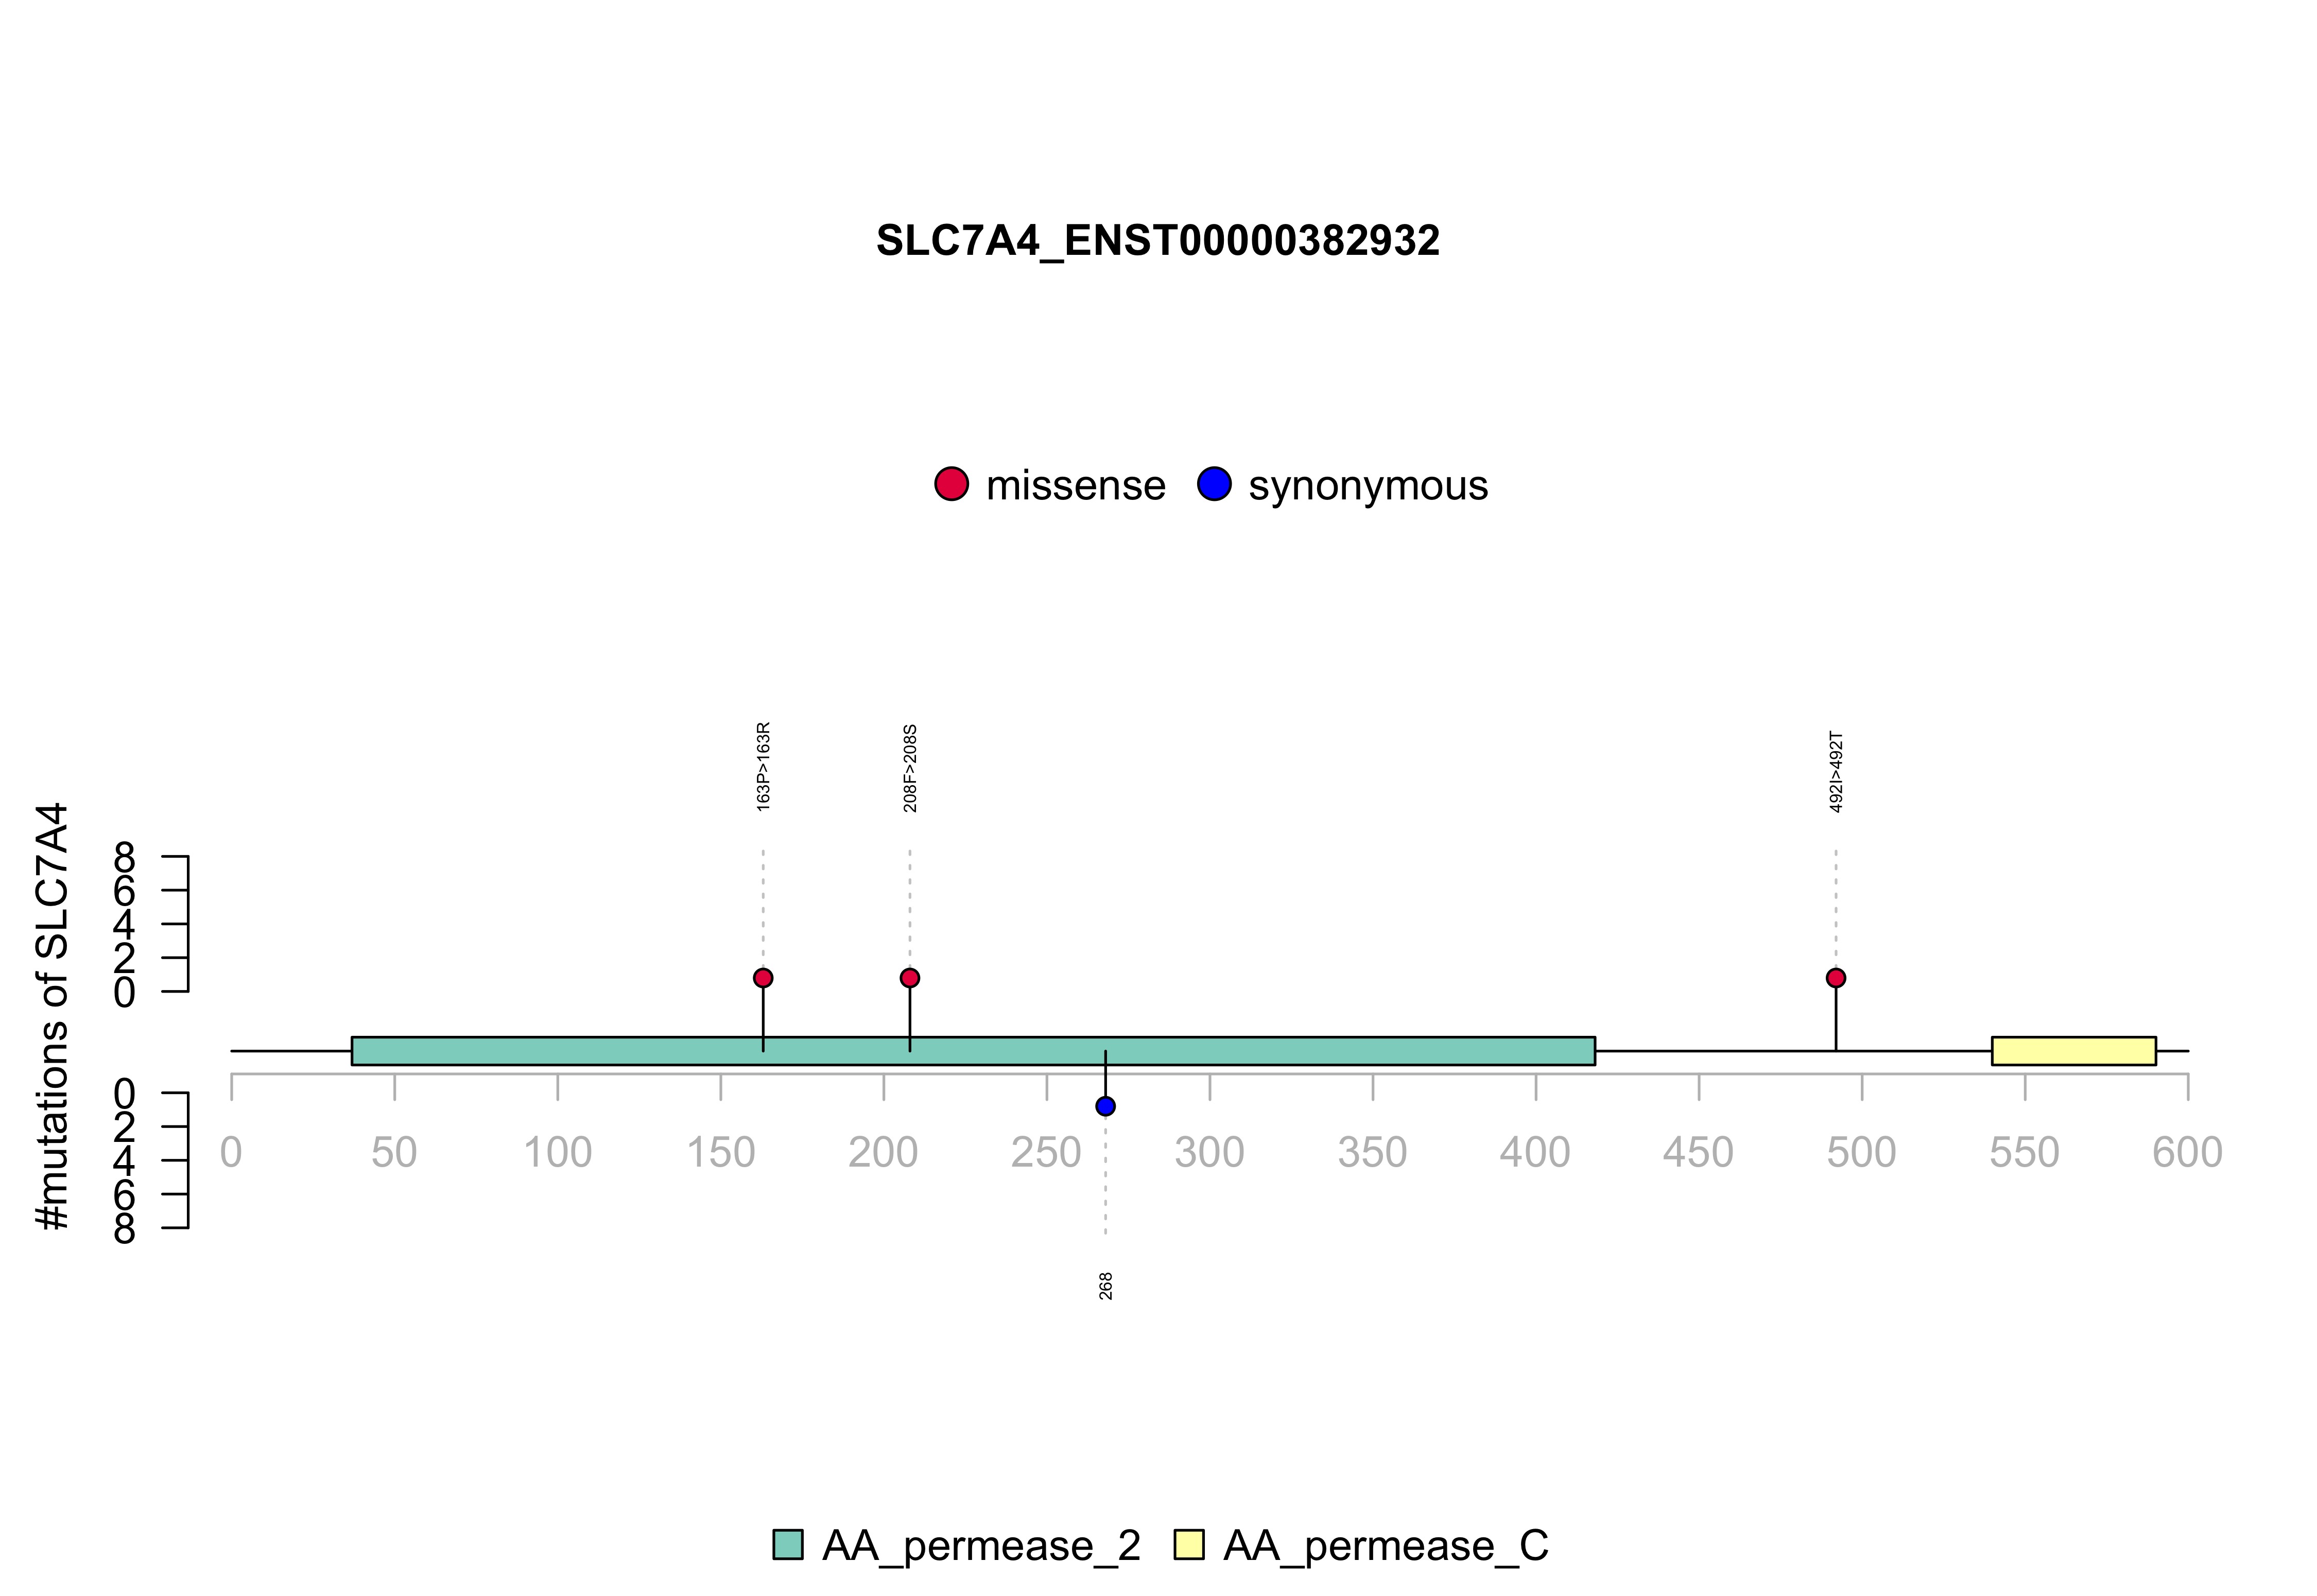 SLC7A4_ENST00000382932
missense synonymous
163P>163R 208F>208S 492I>492T
#mutations of SLC7A4
8
6
4
2
0
0
2
4
6
8
0 50 100 150 200 250 300 350 400 450 500 550 600
268
AA_permease_2 AA_permease_C